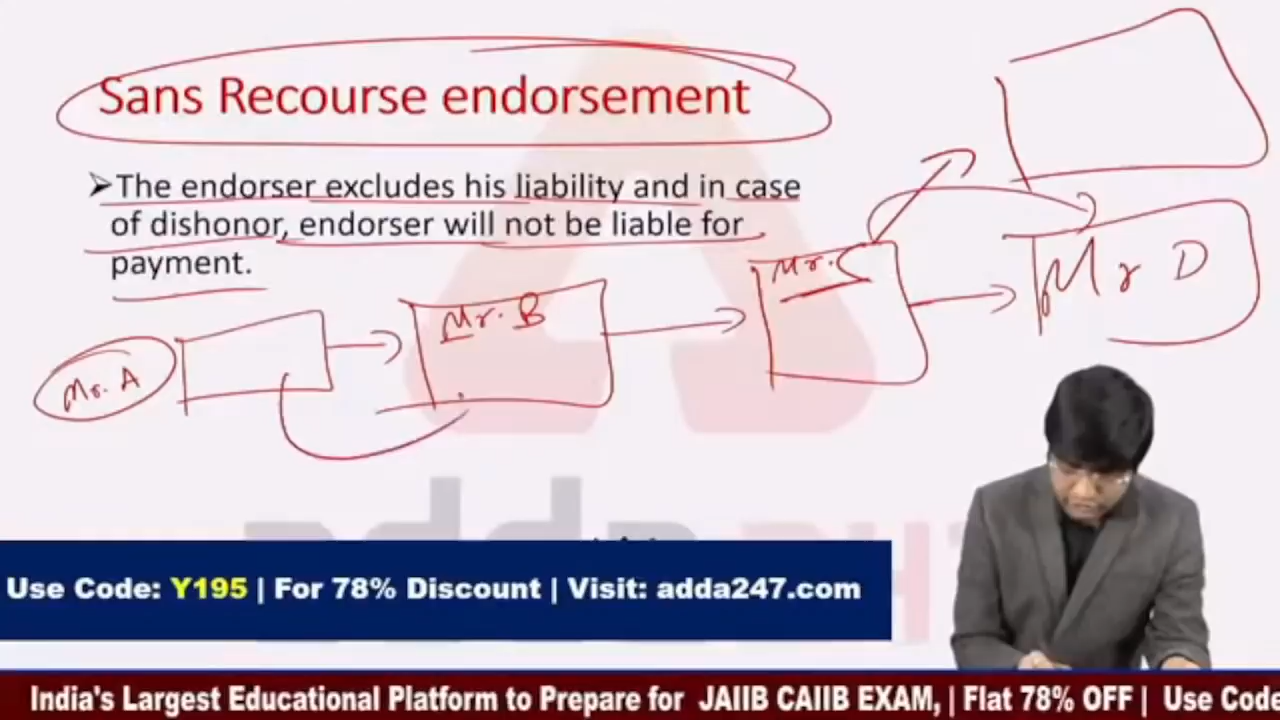 Sans Recourse endorsement
➤The endorser excludes his liability and in case
of dishonor, endorser will not be liable for
payment.
Mr. A
Mr. B
Mr. C
Mr D
Use Code: Y195 | For 78% Discount | Visit: adda247.com
India's Largest Educational Platform to Prepare for JAIIB CAIIB EXAM, | Flat 78% OFF | Use Code